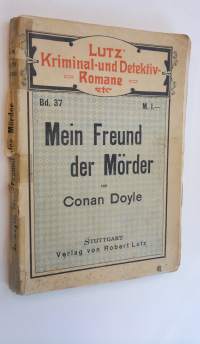 LUTZ'
Kriminal- und Detektiv-
Romane
Bd. 37 M. 1.—
Mein Freund
der Mörder
von
Conan Doyle
STUTTGART
Verlag von Robert Lutz
Freund der Mörder